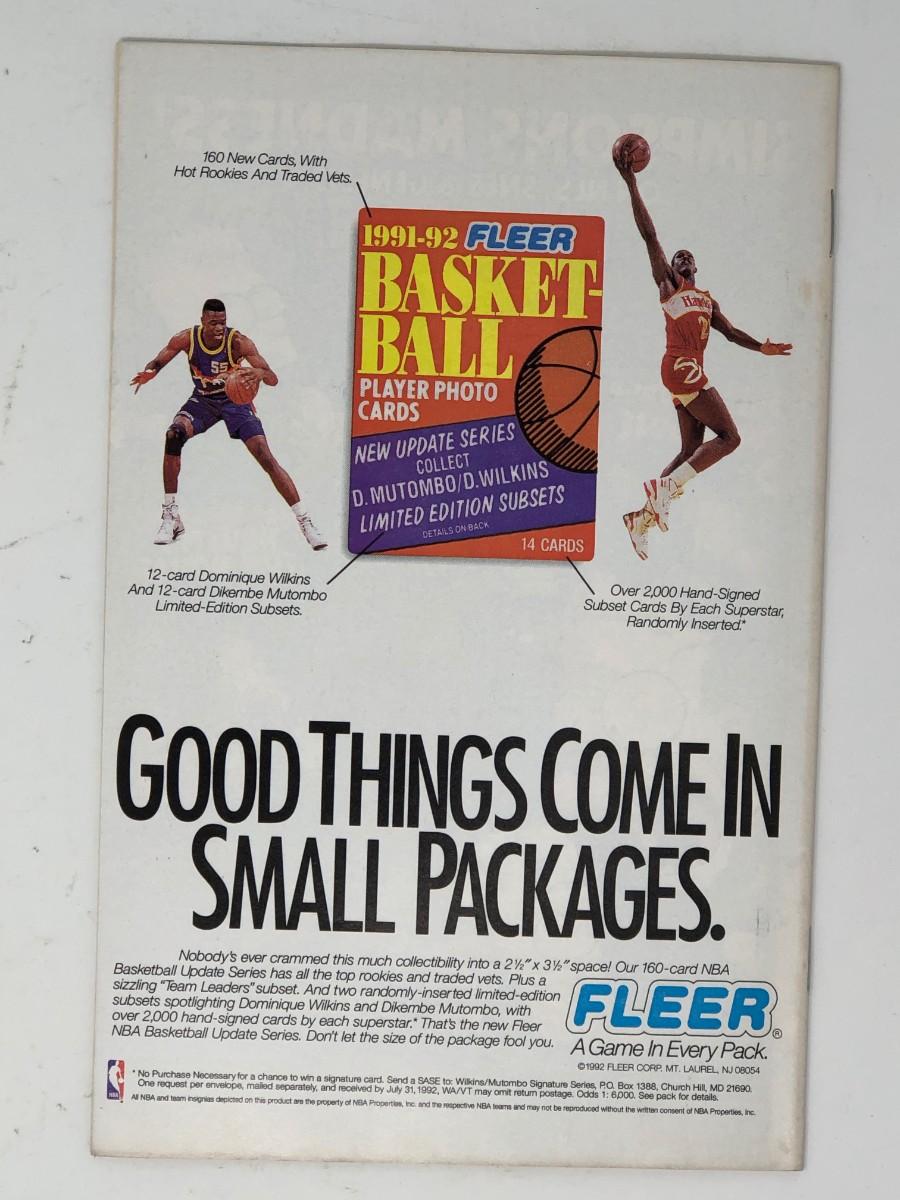 160 New Cards, With
Hot Rookies And Traded Vets.
1991-92 FLEER
BASKET-
BALL
PLAYER PHOTO
CARDS
NEW UPDATE SERIES
COLLECT
D. MUTOMBO/D. WILKINS
LIMITED EDITION SUBSETS
DETAILS ON BACK
14 CARDS
55
Hawks
2
12-card Dominique Wilkins
And 12-card Dikembe Mutombo
Limited-Edition Subsets.
Over 2,000 Hand-Signed
Subset Cards By Each Superstar,
Randomly Inserted.*
GOOD THINGS COME IN
SMALL PACKAGES.
Nobody's ever crammed this much collectibility into a 2½" x 3½" space! Our 160-card NBA
Basketball Update Series has all the top rookies and traded vets. Plus a
sizzling "Team Leaders" subset. And two randomly-inserted limited-edition
subsets spotlighting Dominique Wilkins and Dikembe Mutombo, with
over 2,000 hand-signed cards by each superstar.* That's the new Fleer
NBA Basketball Update Series. Don't let the size of the package fool you.
FLEER®
A Game In Every Pack.
©1992 FLEER CORP. MT. LAUREL, NJ 08054
NBA
* No Purchase Necessary for a chance to win a signature card. Send a SASE to: Wilkins/Mutombo Signature Series, P.O. Box 1388, Church Hill, MD 21690.
One request per envelope, mailed separately, and received by July 31, 1992, WA/VT may omit return postage. Odds 1: 6,000. See pack for details.
All NBA and team insignias depicted on this product are the property of NBA Properties, Inc. and the respective NBA teams and may not be reproduced without the written consent of NBA Properties, Inc.